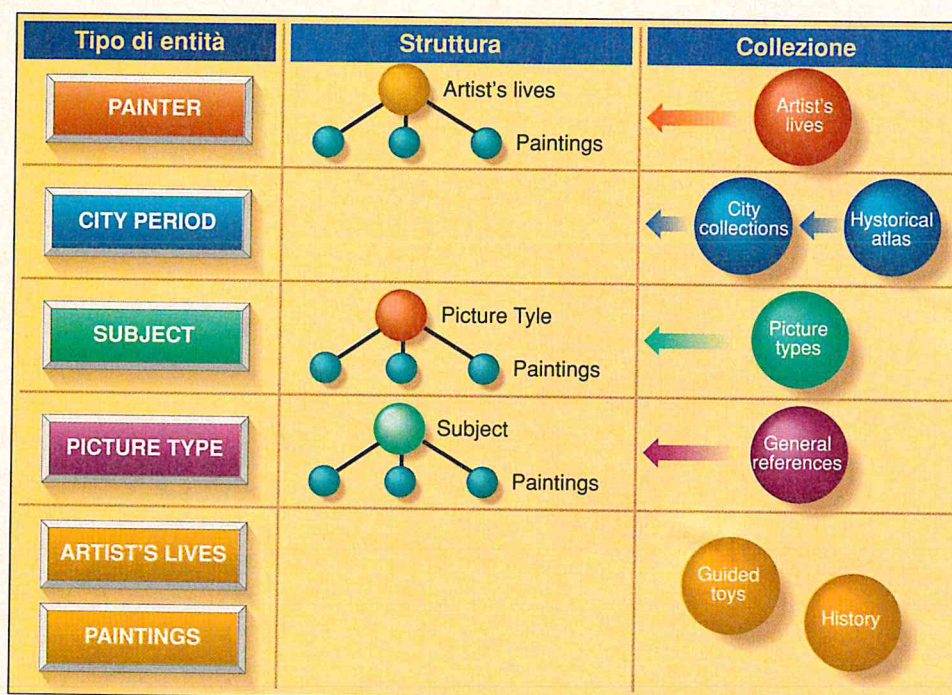 Tipo di entità
Struttura
Collezione
PAINTER
Artist's lives
Paintings
Artist's
lives
CITY PERIOD
City
collections
Hystorical
atlas
SUBJECT
Picture Tyle
Paintings
Picture
types
PICTURE TYPE
Subject
Paintings
General
references
ARTIST'S LIVES
PAINTINGS
Guided
toys
History